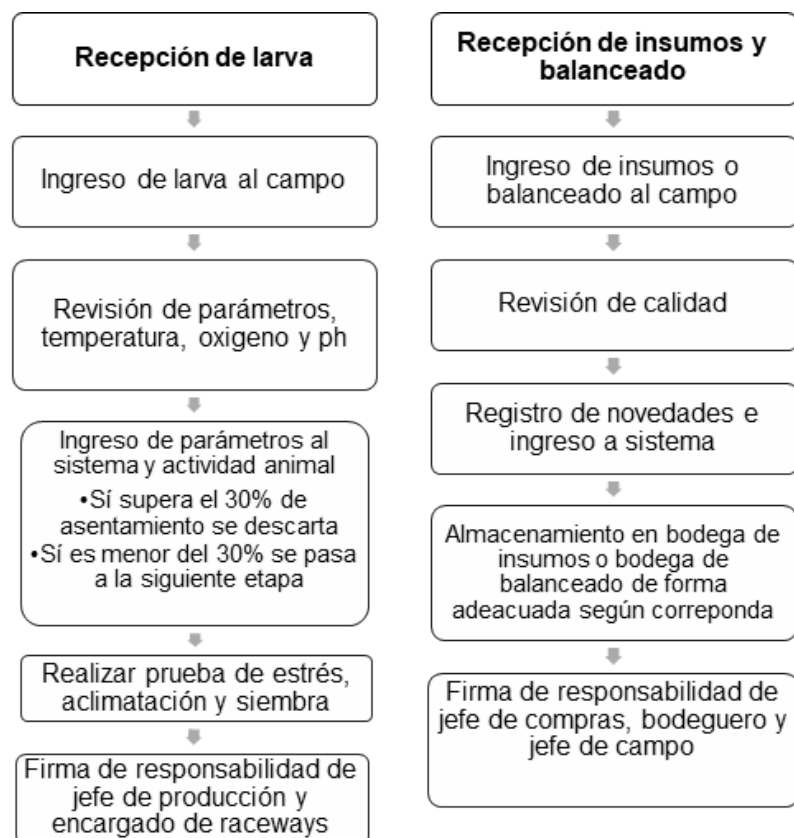 Recepción de larva
Ingreso de larva al campo
Revisión de parámetros,
temperatura, oxigeno y ph
Ingreso de parámetros al
sistema y actividad animal
•Sí supera el 30% de
asentamiento se descarta
•Sí es menor del 30% se pasa
a la siguiente etapa
Realizar prueba de estrés,
aclimatación y siembra
Firma de responsabilidad de
jefe de producción y
encargado de raceways
Recepción de insumos y
balanceado
Ingreso de insumos o
balanceado al campo
Revisión de calidad
Registro de novedades e
ingreso a sistema
Almacenamiento en bodega de
insumos o bodega de
balanceado de forma
adeacuada según correponda
Firma de responsabilidad de
jefe de compras, bodeguero y
jefe de campo